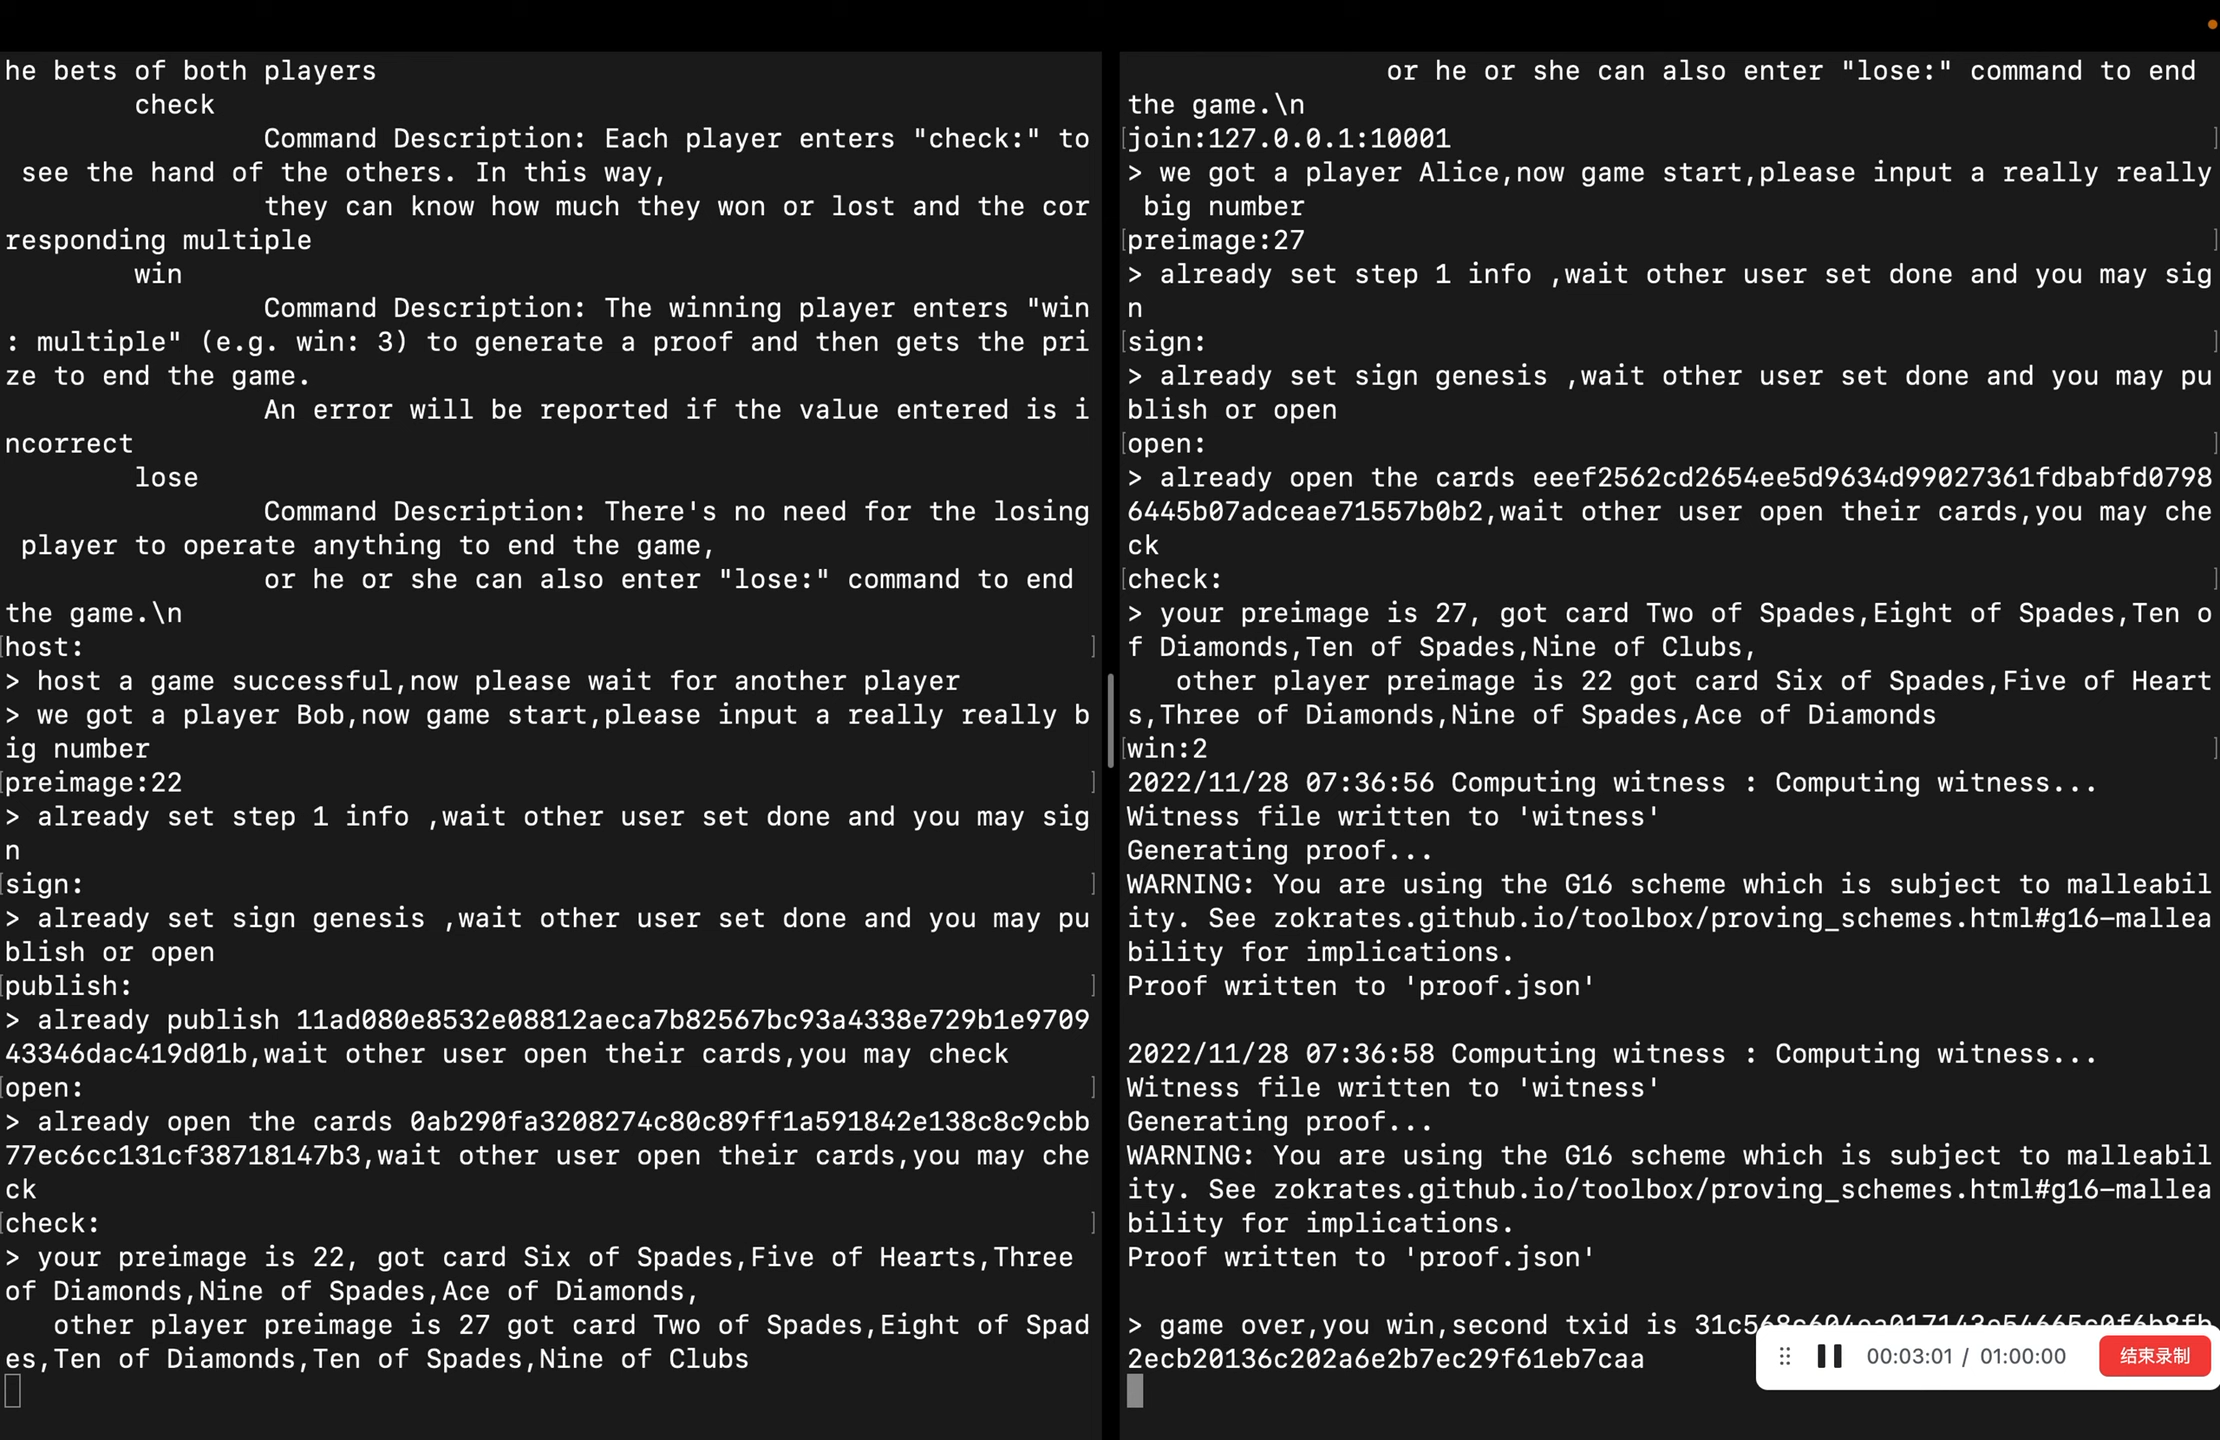 he bets of both players
check
Command Description: Each player enters "check:" to
see the hand of the others. In this way,
they can know how much they won or lost and the cor
responding multiple
win
Command Description: The winning player enters "win
: multiple" (e.g. win: 3) to generate a proof and then gets the pri
ze to end the game.
An error will be reported if the value entered is i
ncorrect
lose
Command Description: There's no need for the losing
player to operate anything to end the game,
or he or she can also enter "lose:" command to end
the game.\n
[host: ]
> host a game successful,now please wait for another player
> we got a player Bob,now game start,please input a really really b
ig number
[preimage:22 ]
> already set step 1 info ,wait other user set done and you may sig
n
[sign: ]
> already set sign genesis ,wait other user set done and you may pu
blish or open
[publish: ]
> already publish 11ad080e8532e08812aeca7b82567bc93a4338e729b1e9709
43346dac419d01b,wait other user open their cards,you may check
[open: ]
> already open the cards 0ab290fa3208274c80c89ff1a591842e138c8c9cbb
77ec6cc131cf38718147b3,wait other user open their cards,you may che
ck
[check: ]
> your preimage is 22, got card Six of Spades,Five of Hearts,Three
of Diamonds,Nine of Spades,Ace of Diamonds,
other player preimage is 27 got card Two of Spades,Eight of Spad
es,Ten of Diamonds,Ten of Spades,Nine of Clubs
or he or she can also enter "lose:" command to end
the game.\n
[join:127.0.0.1:10001 ]
> we got a player Alice,now game start,please input a really really
big number
[preimage:27 ]
> already set step 1 info ,wait other user set done and you may sig
n
[sign: ]
> already set sign genesis ,wait other user set done and you may pu
blish or open
[open: ]
> already open the cards eeef2562cd2654ee5d9634d99027361fdbabfd0798
6445b07adceae71557b0b2,wait other user open their cards,you may che
ck
[check: ]
> your preimage is 27, got card Two of Spades,Eight of Spades,Ten o
f Diamonds,Ten of Spades,Nine of Clubs,
other player preimage is 22 got card Six of Spades,Five of Heart
s,Three of Diamonds,Nine of Spades,Ace of Diamonds
[win:2 ]
2022/11/28 07:36:56 Computing witness : Computing witness...
Witness file written to 'witness'
Generating proof...
WARNING: You are using the G16 scheme which is subject to malleabil
ity. See zokrates.github.io/toolbox/proving_schemes.html#g16-mallea
bility for implications.
Proof written to 'proof.json'
2022/11/28 07:36:58 Computing witness : Computing witness...
Witness file written to 'witness'
Generating proof...
WARNING: You are using the G16 scheme which is subject to malleabil
ity. See zokrates.github.io/toolbox/proving_schemes.html#g16-mallea
bility for implications.
Proof written to 'proof.json'
> game over,you win,second txid is
2ecb20136c202a6e2b7ec29f61eb7caa
00:03:01 / 01:00:00 结束录制